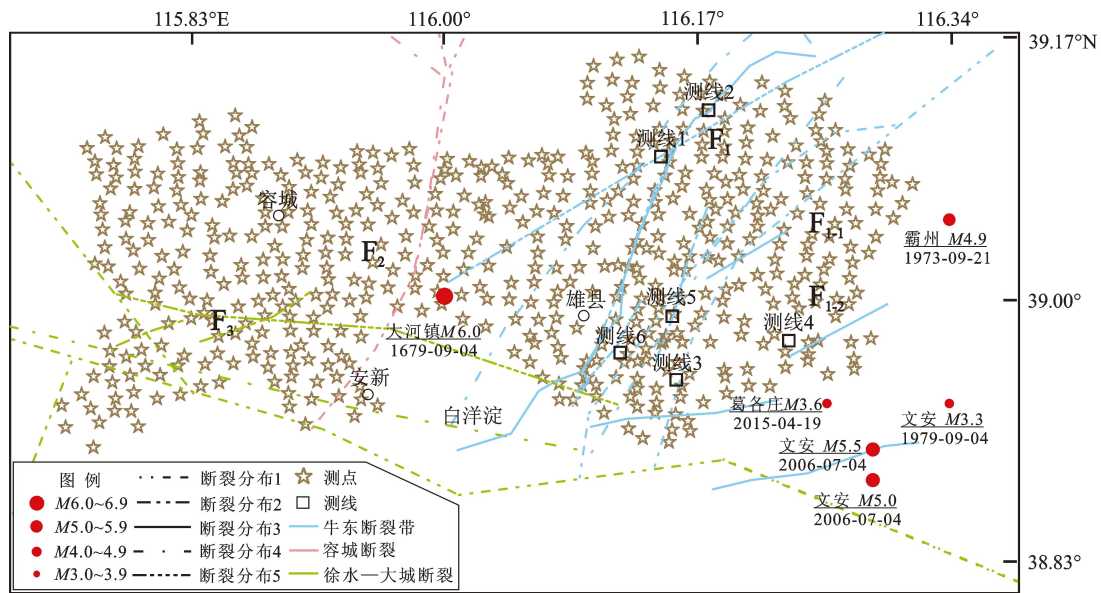 115.83°E
116.00°
116.17°
116.34°
39.17°N
测线2
测线1
F1
容城
F1-1
F2
霸州 M4.9
1973-09-21
雄县
测线5
F1-2
39.00°
F3
大河镇M6.0
1679-09-04
测线6
测线4
测线3
安新
白洋淀
葛各庄 M3.6
2015-04-19
文安 M3.3
1979-09-04
文安 M5.5
2006-07-04
文安 M5.0
2006-07-04
38.83°
图 例
M6.0~6.9
M5.0~5.9
M4.0~4.9
M3.0~3.9
断裂分布1
断裂分布2
断裂分布3
断裂分布4
断裂分布5
测点
测线
牛东断裂带
容城断裂
徐水—大城断裂